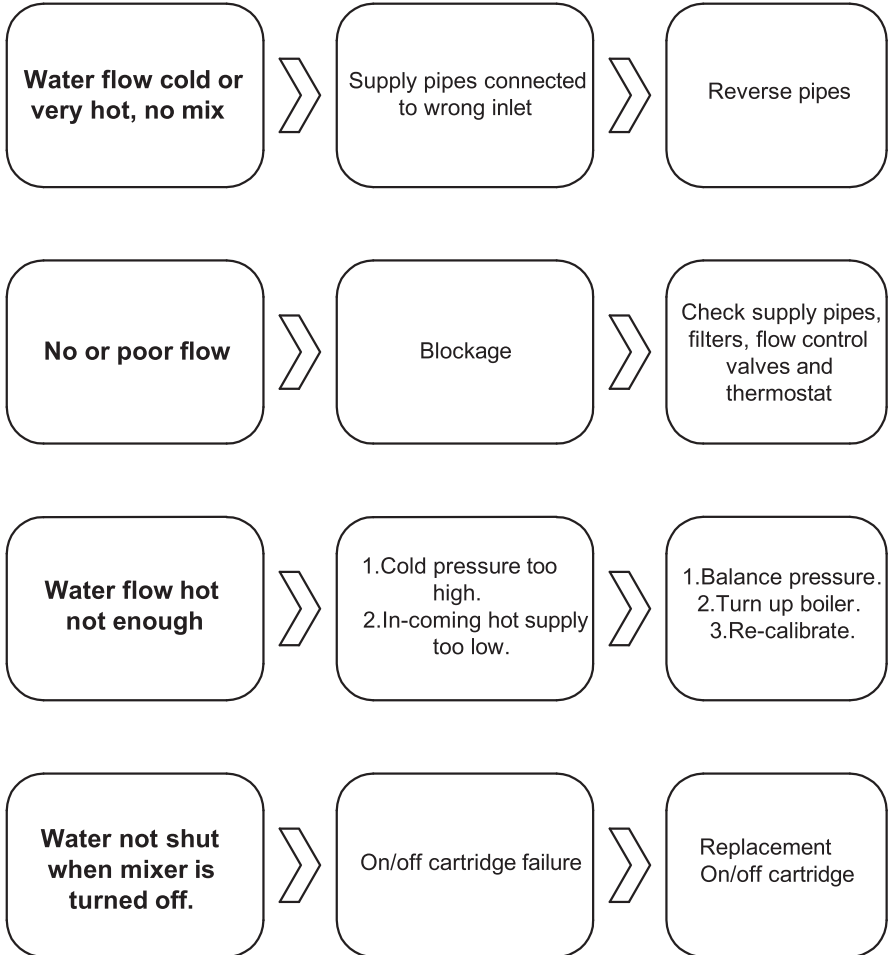 Water flow cold or
very hot, no mix
Supply pipes connected
to wrong inlet
Reverse pipes
No or poor flow
Blockage
Check supply pipes,
filters, flow control
valves and
thermostat
Water flow hot
not enough
1.Cold pressure too
high.
2.In-coming hot supply
too low.
1.Balance pressure.
2.Turn up boiler.
3.Re-calibrate.
Water not shut
when mixer is
turned off.
On/off cartridge failure
Replacement
On/off cartridge